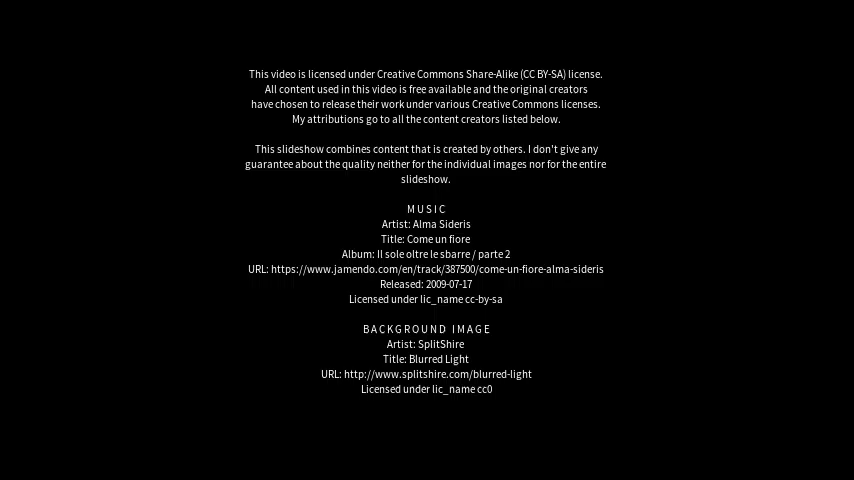 This video is licensed under Creative Commons Share-Alike (CC BY-SA) license.
All content used in this video is free available and the original creators
have chosen to release their work under various Creative Commons licenses.
My attributions go to all the content creators listed below.
This slideshow combines content that is created by others. I don't give any
guarantee about the quality neither for the individual images nor for the entire
slideshow.
MUSIC
Artist: Alma Sideris
Title: Come un fiore
Album: Il sole oltre le sbarre / parte 2
URL: https://www.jamendo.com/en/track/387500/come-un-fiore-alma-sideris
Released: 2009-07-17
Licensed under lic_name cc-by-sa
BACKGROUND IMAGE
Artist: SplitShire
Title: Blurred Light
URL: http://www.splitshire.com/blurred-light
Licensed under lic_name cc0